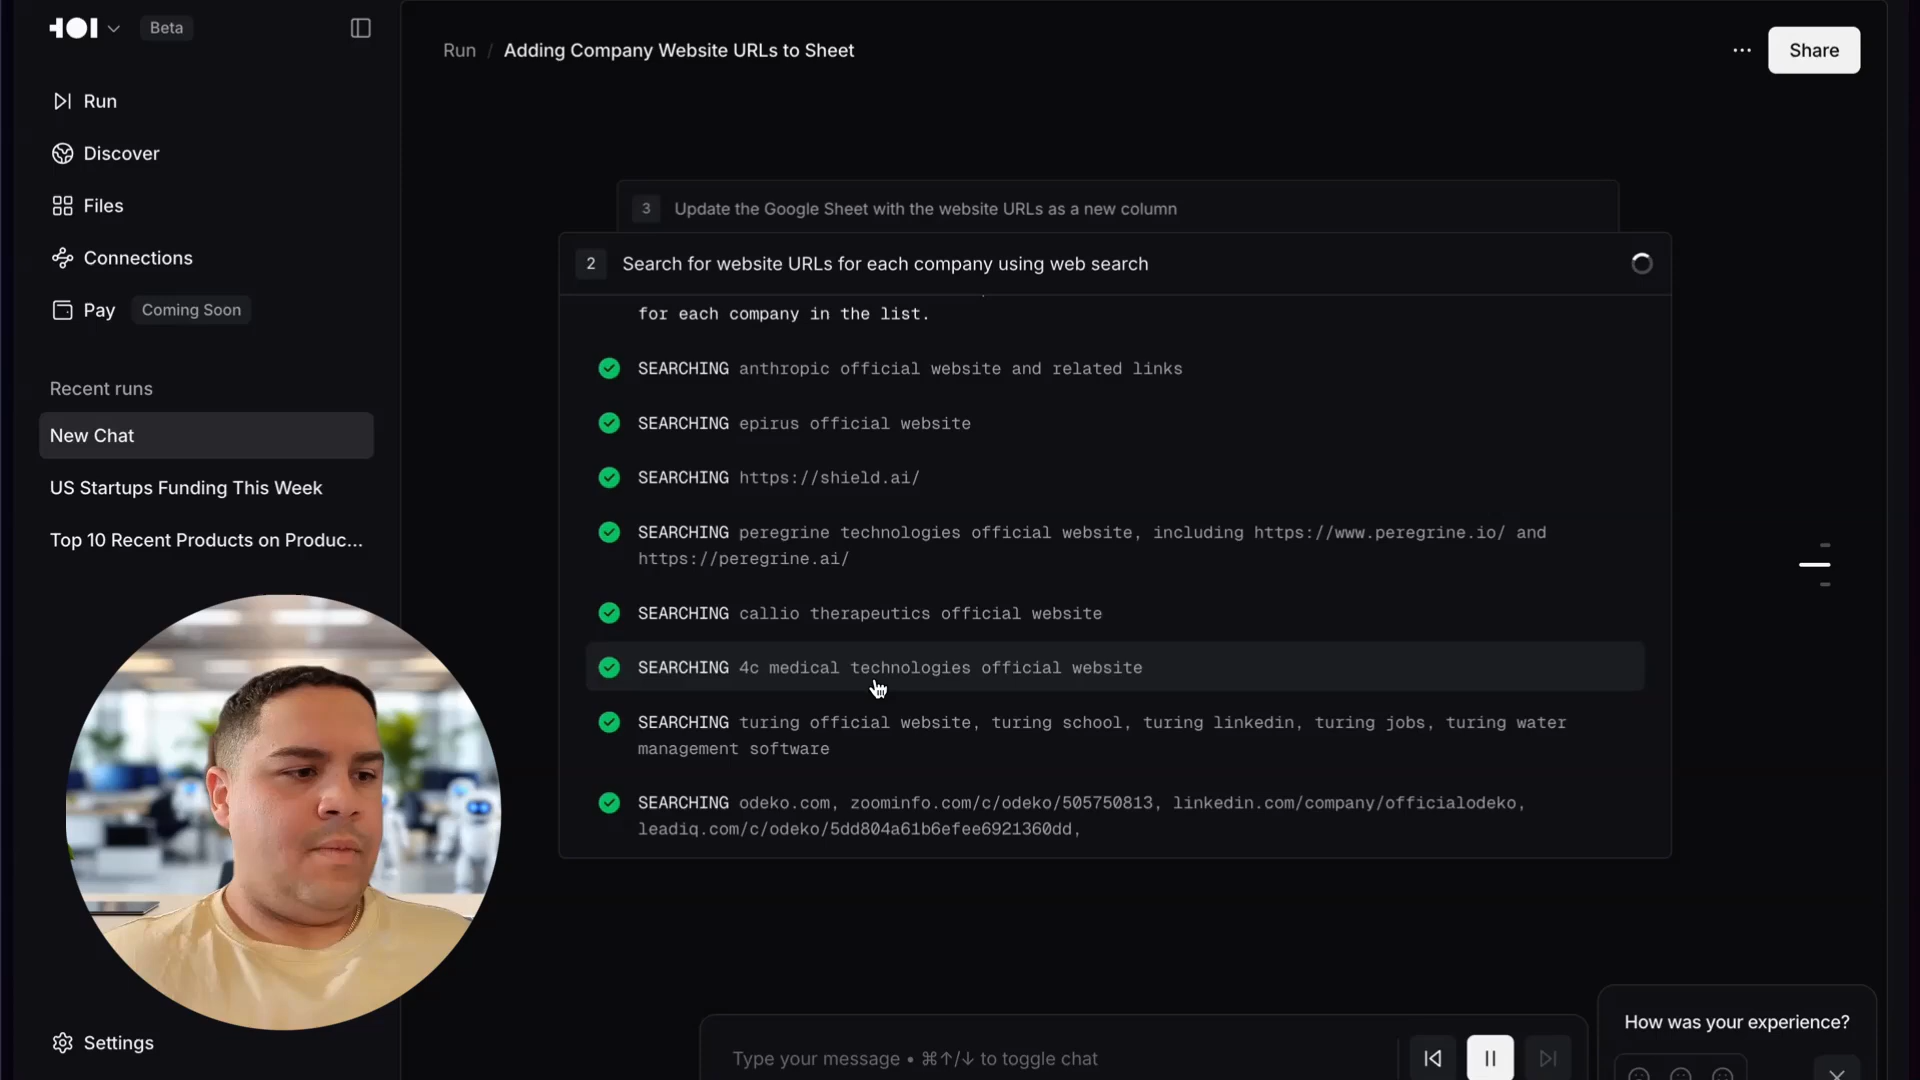 Beta
Run / Adding Company Website URLs to Sheet
Share
Run
Discover
Files
Connections
Pay Coming Soon
Recent runs
New Chat
US Startups Funding This Week
Top 10 Recent Products on Produc...
Settings
3 Update the Google Sheet with the website URLs as a new column
2 Search for website URLs for each company using web search
for each company in the list.
SEARCHING anthropic official website and related links
SEARCHING epirus official website
SEARCHING https://shield.ai/
SEARCHING peregrine technologies official website, including https://www.peregrine.io/ and
https://peregrine.ai/
SEARCHING callio therapeutics official website
SEARCHING 4c medical technologies official website
SEARCHING turing official website, turing school, turing linkedin, turing jobs, turing water
management software
SEARCHING odeko.com, zoominfo.com/c/odeko/505750813, linkedin.com/company/officialodeko,
leadiq.com/c/odeko/5dd804a61b6efee6921360dd,
Type your message • ⌘↑/↓ to toggle chat
How was your experience?